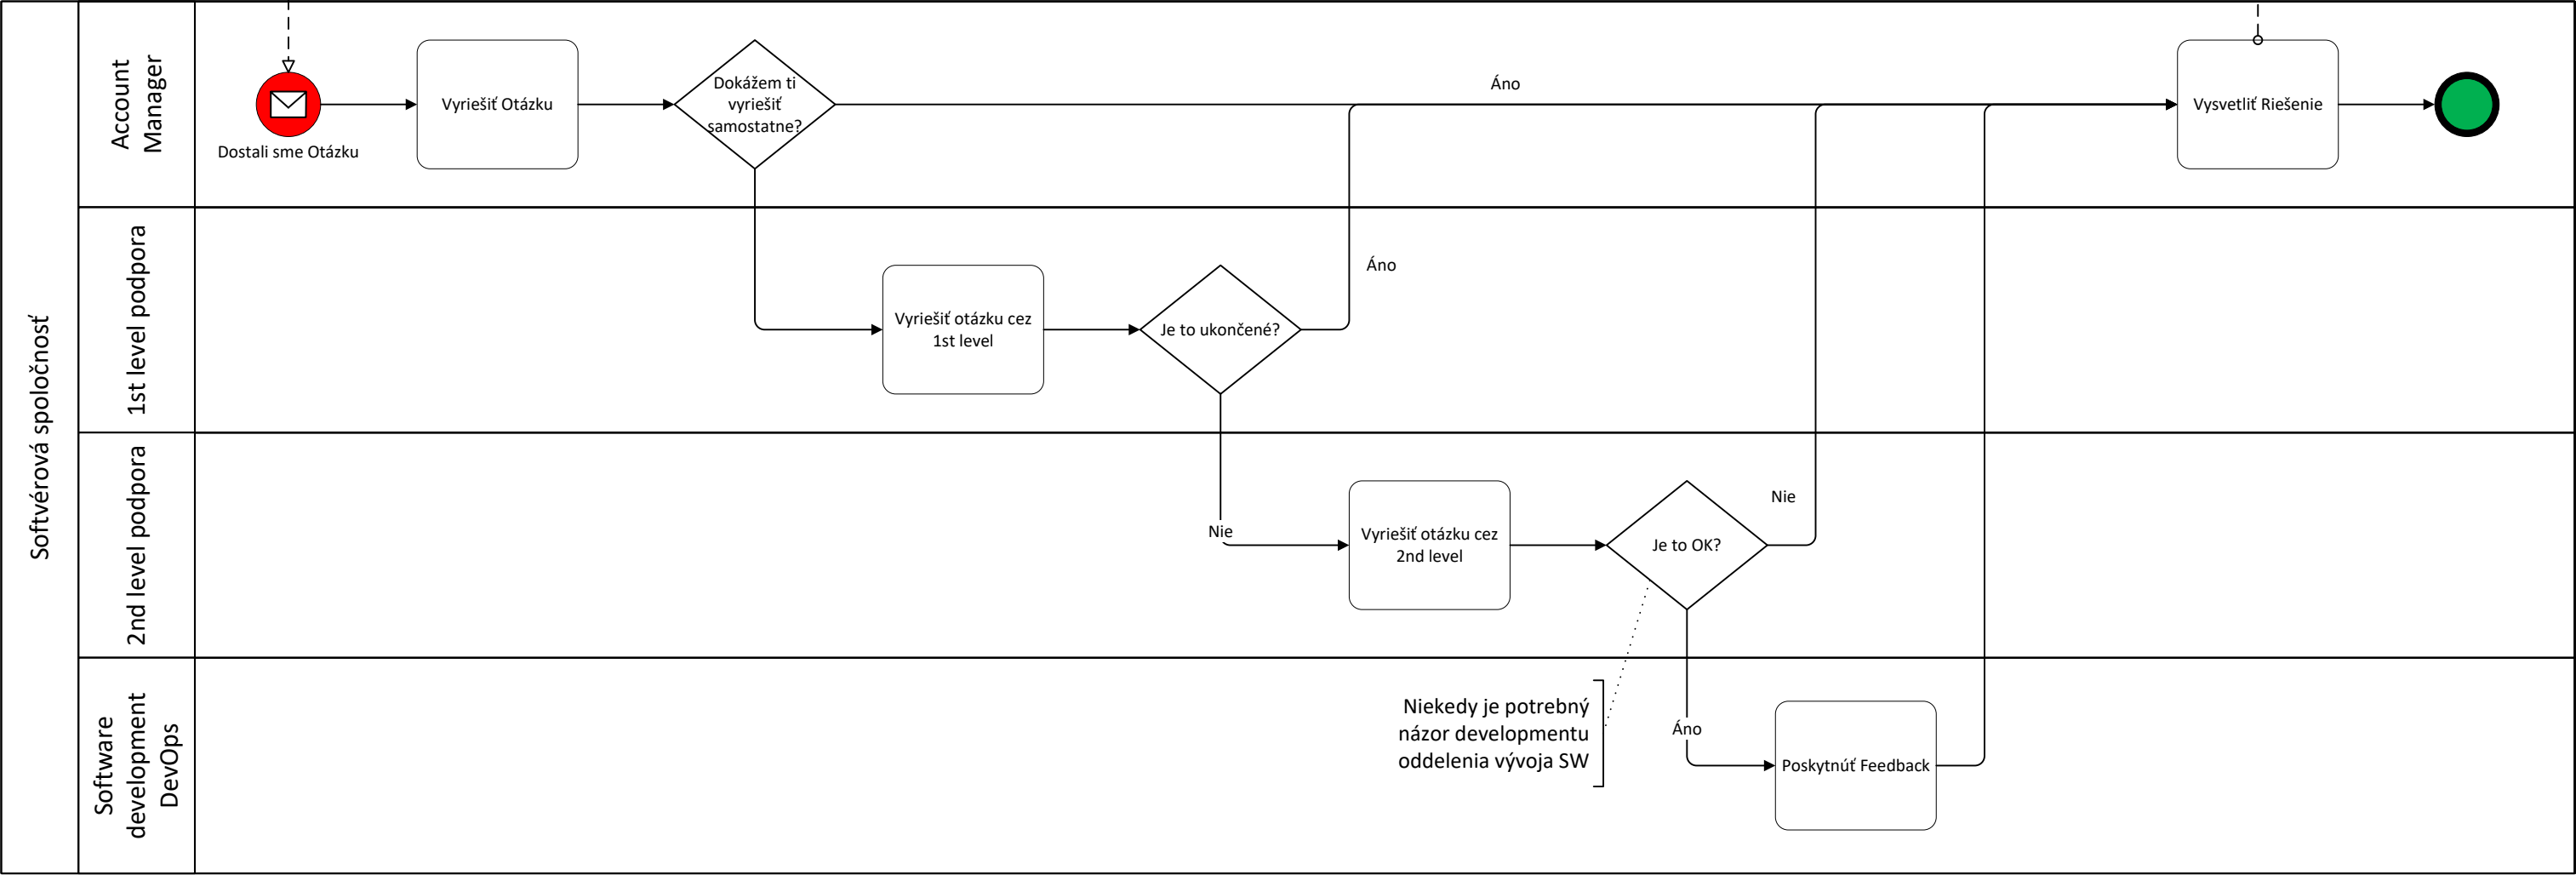 Softvérová spoločnosť
Account
Manager
Dostali sme Otázku
Vyriešiť Otázku
Dokážem ti
vyriešiť
samostatne?
Áno
Vysvetliť Riešenie
1st level podpora
Vyriešiť otázku cez
1st level
Je to ukončené?
Áno
2nd level podpora
Nie
Vyriešiť otázku cez
2nd level
Je to OK?
Nie
Software
development
DevOps
Niekedy je potrebný
názor developmentu
oddelenia vývoja SW
Áno
Poskytnúť Feedback